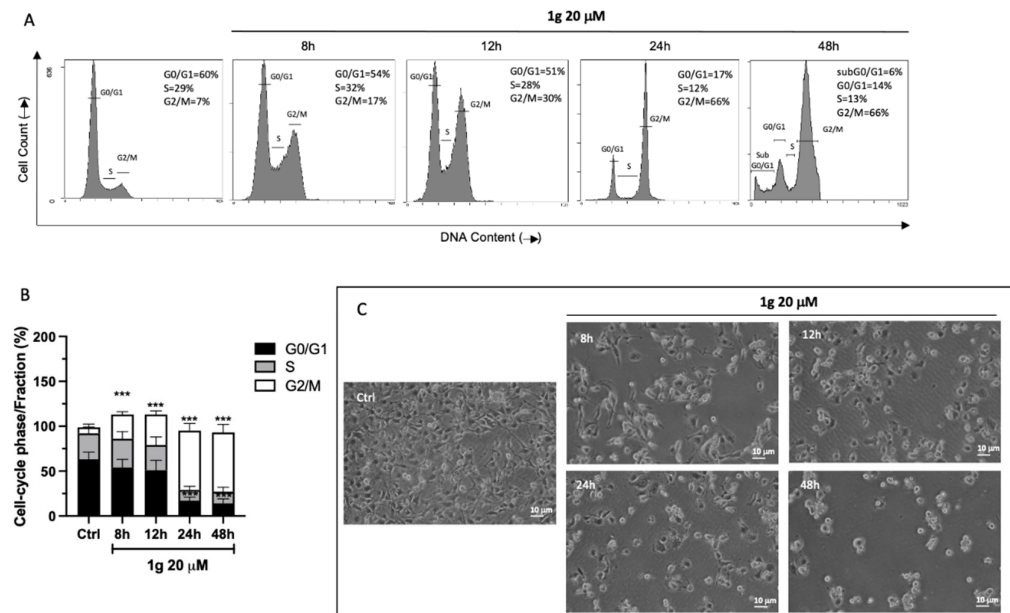 A
1g 20 µM
8h
12h
24h
48h
Cell Count (→)
636
0
G0/G1
S
G2/M
G0/G1=60%
S=29%
G2/M=7%
G0/G1
S
G2/M
G0/G1=54%
S=32%
G2/M=17%
G0/G1
S
G2/M
G0/G1=51%
S=28%
G2/M=30%
G0/G1
S
G2/M
G0/G1=17%
S=12%
G2/M=66%
Sub
G0/G1
G0/G1
S
G2/M
subG0/G1=6%
G0/G1=14%
S=13%
G2/M=66%
1023
DNA Content (→)
B
Cell-cycle phase/Fraction (%)
200
150
100
50
0
***
***
***
***
***
***
G0/G1
S
G2/M
Ctrl
8h
12h
24h
48h
1g 20 µM
C
1g 20 µM
Ctrl
10 µm
8h
10 µm
12h
10 µm
24h
10 µm
48h
10 µm